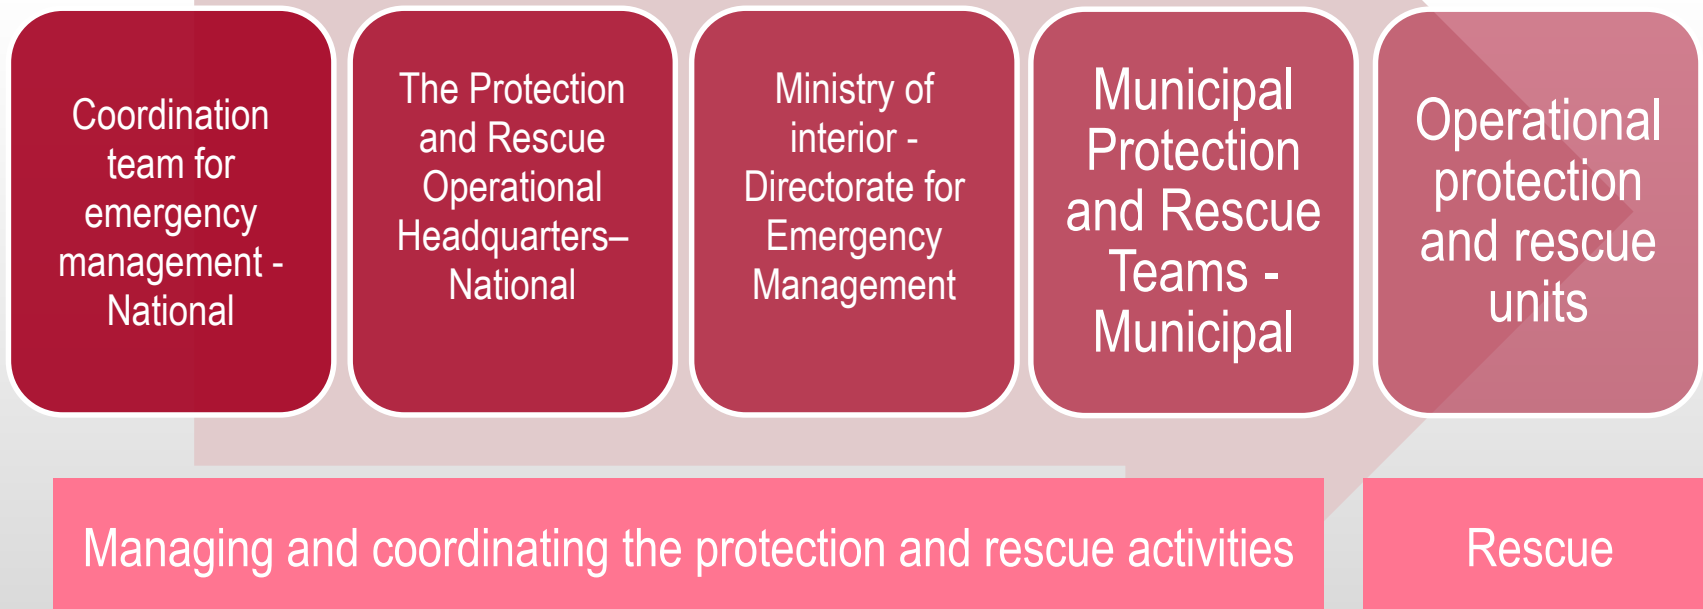 Coordination
team for
emergency
management -
National
The Protection
and Rescue
Operational
Headquarters–
National
Ministry of
interior -
Directorate for
Emergency
Management
Municipal
Protection
and Rescue
Teams -
Municipal
Operational
protection
and rescue
units
Managing and coordinating the protection and rescue activities
Rescue